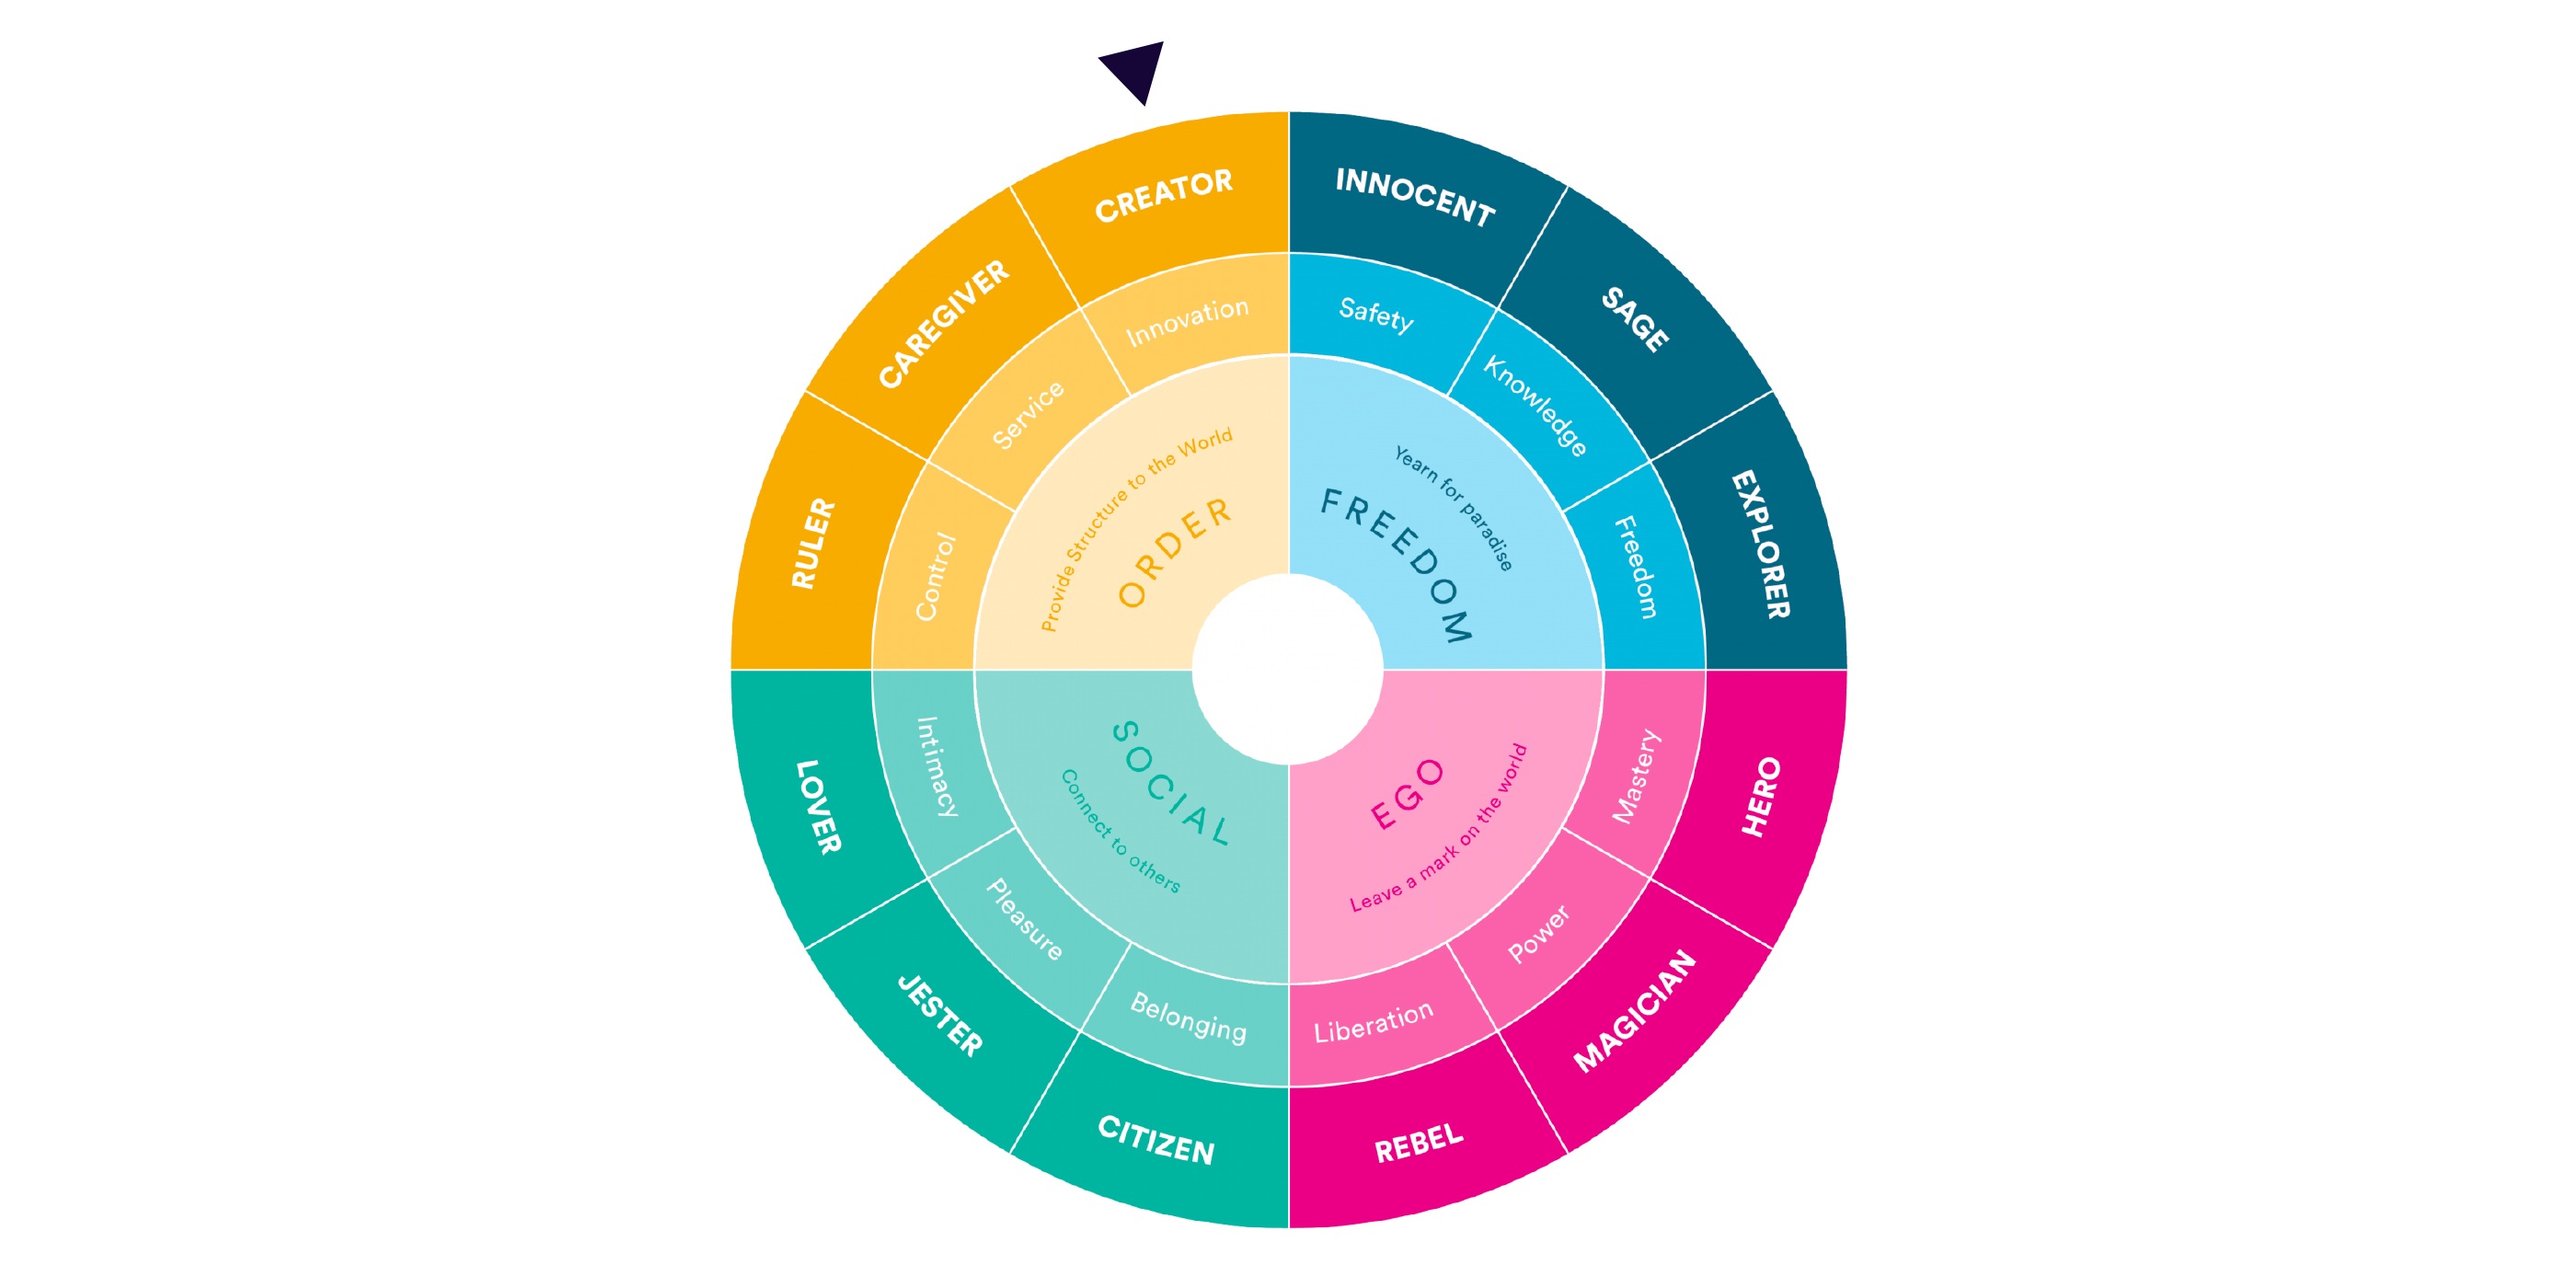 CREATOR
INNOCENT
SAGE
EXPLORER
HERO
MAGICIAN
REBEL
CITIZEN
JESTER
LOVER
RULER
CAREGIVER
Innovation
Safety
Knowledge
Freedom
Mastery
Power
Liberation
Belonging
Pleasure
Intimacy
Control
Service
Provide Structure to the World
ORDER
Yearn for paradise
FREEDOM
EGO
Leave a mark on the world
SOCIAL
Connect to others